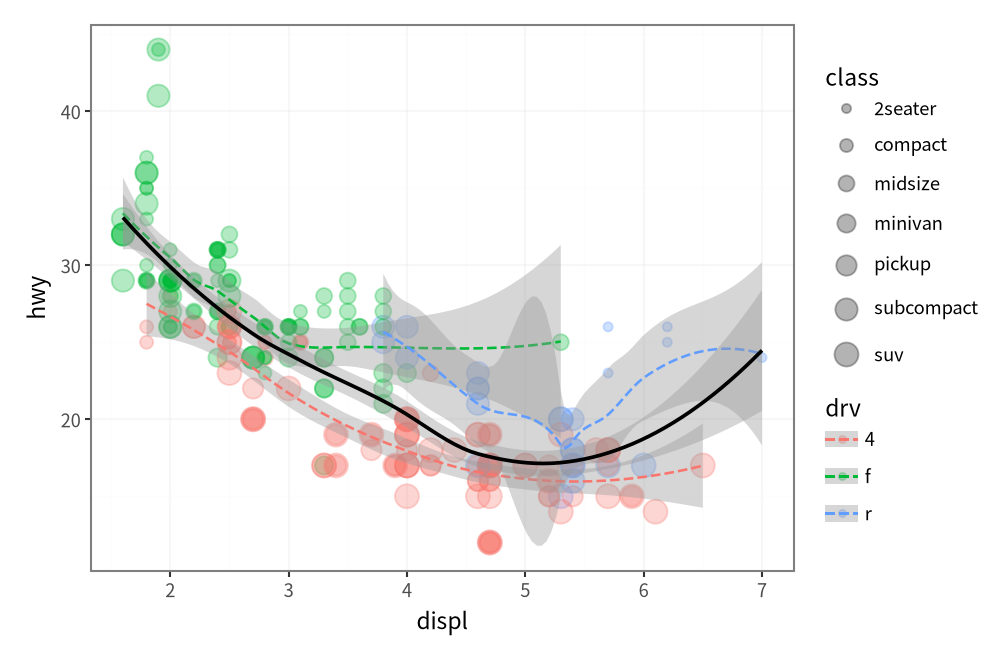 40
30
20
hwy
2 3 4 5 6 7
displ
class
2seater
compact
midsize
minivan
pickup
subcompact
suv
drv
4
f
r